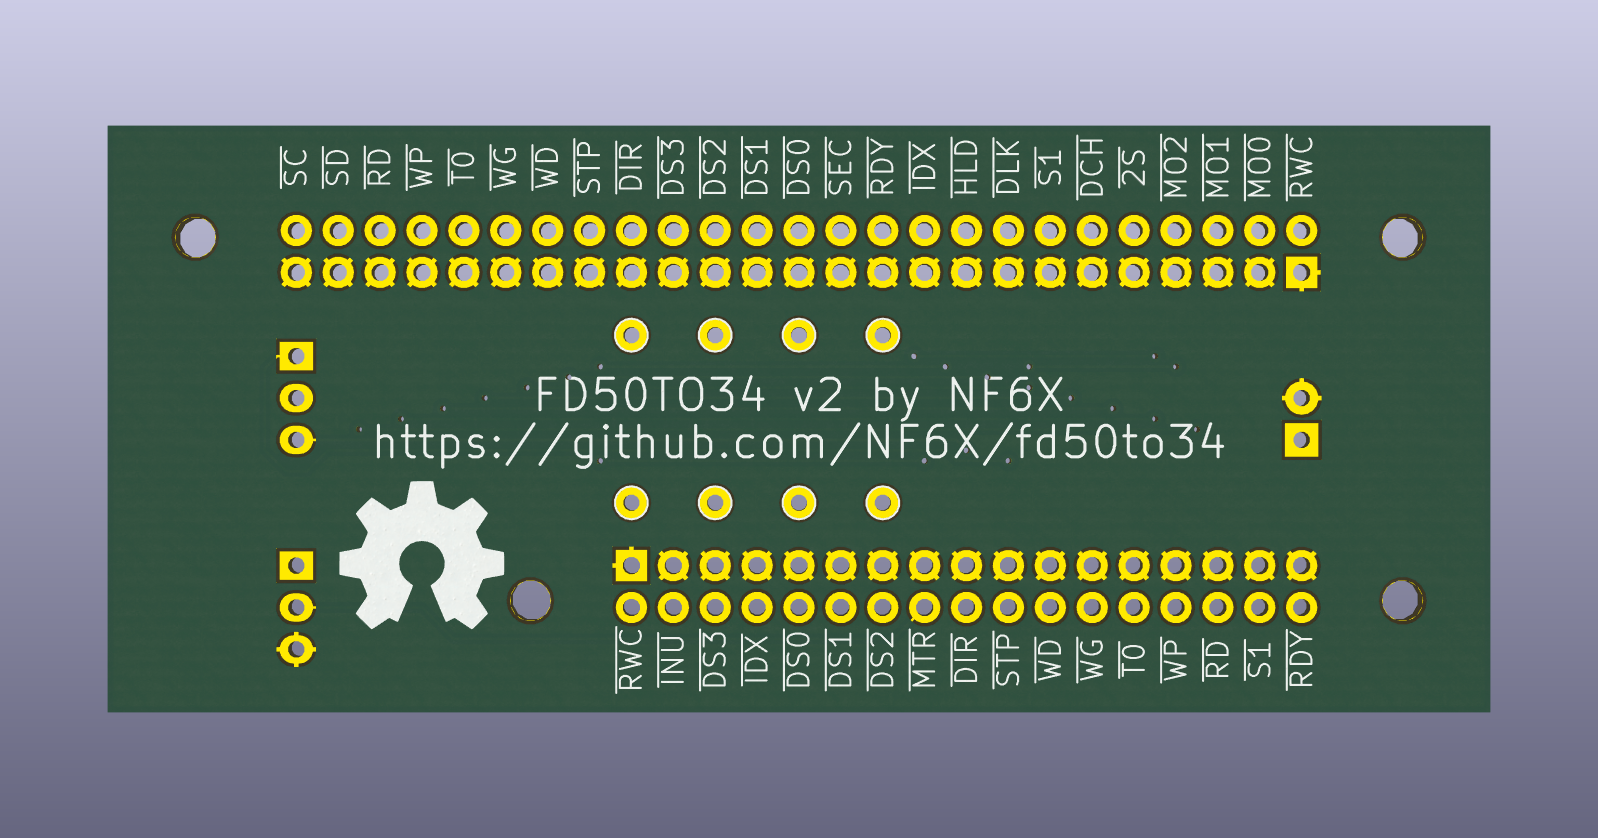 SC SD RD WP T0 WG WD STP DIR DS3 DS2 DS1 DS0 SEC RDY IDX HLD DLK S1 DCH 2S MO2 MO1 MO0 RWC
FD50TO34 v2 by NF6X
https://github.com/NF6X/fd50to34
RWC INU DS3 IDX DS0 DS1 DS2 MTR DIR STP WD WG T0 WP RD S1 RDY